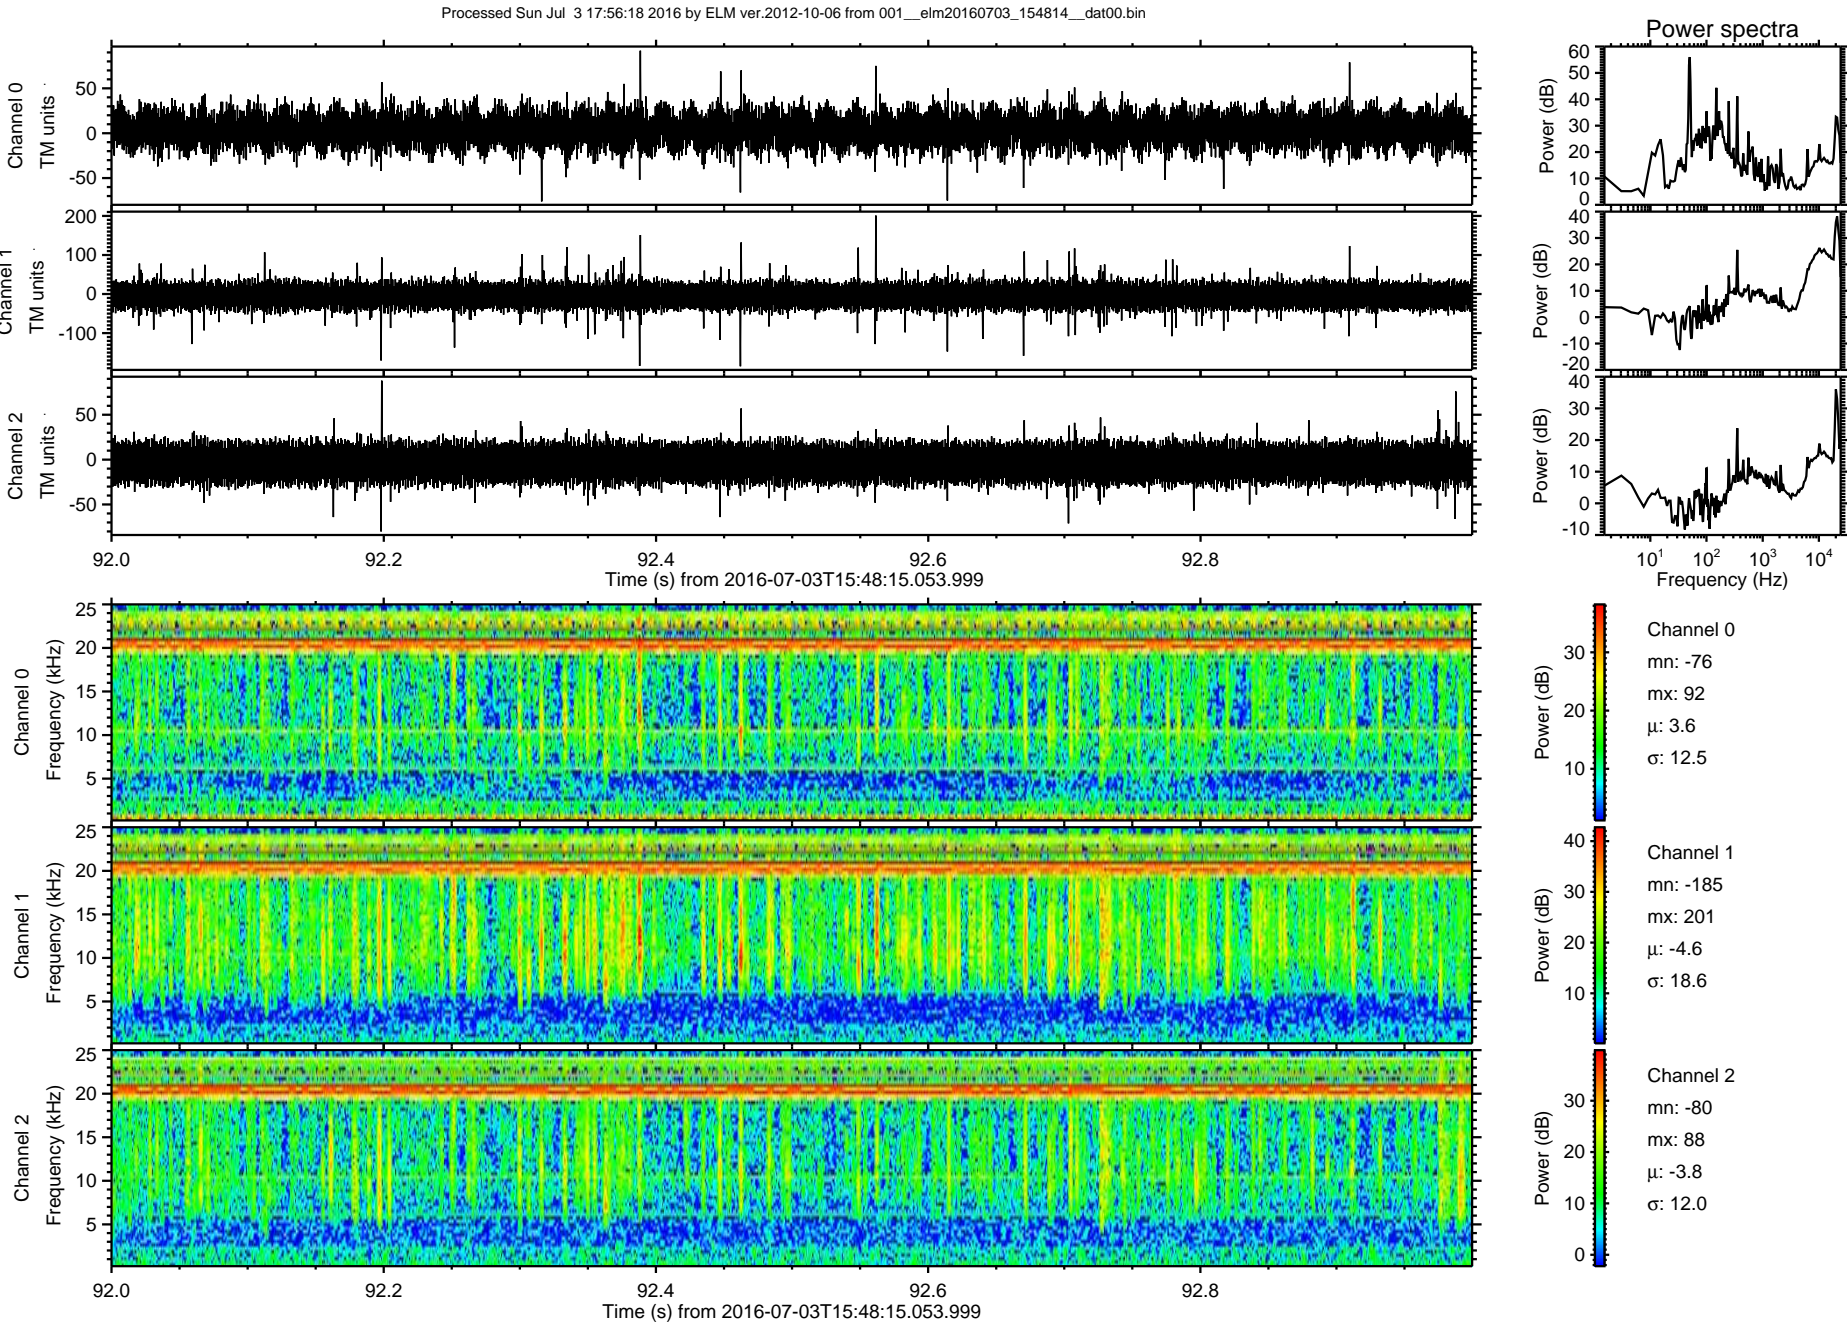 Processed Sun Jul  3 17:56:18 2016 by ELM ver.2012-10-06 from 001__elm20160703_154814__dat00.bin
Power spectra
Channel 0
TM units
50
0
-50
Power (dB)
60
50
40
30
20
10
0
Channel 1
TM units
200
100
0
-100
Power (dB)
40
30
20
10
0
-10
-20
Channel 2
TM units
50
0
-50
Power (dB)
40
30
20
10
0
-10
92.0 92.2 92.4 92.6 92.8
Time (s) from 2016-07-03T15:48:15.053.999
10¹ 10² 10³ 10⁴
Frequency (Hz)
Channel 0
Frequency (kHz)
25
20
15
10
5
Power (dB)
30
20
10
Channel 0
mn: -76
mx: 92
μ: 3.6
σ: 12.5
Channel 1
Frequency (kHz)
25
20
15
10
5
Power (dB)
40
30
20
10
Channel 1
mn: -185
mx: 201
μ: -4.6
σ: 18.6
Channel 2
Frequency (kHz)
25
20
15
10
5
Power (dB)
30
20
10
0
Channel 2
mn: -80
mx: 88
μ: -3.8
σ: 12.0
92.0 92.2 92.4 92.6 92.8
Time (s) from 2016-07-03T15:48:15.053.999